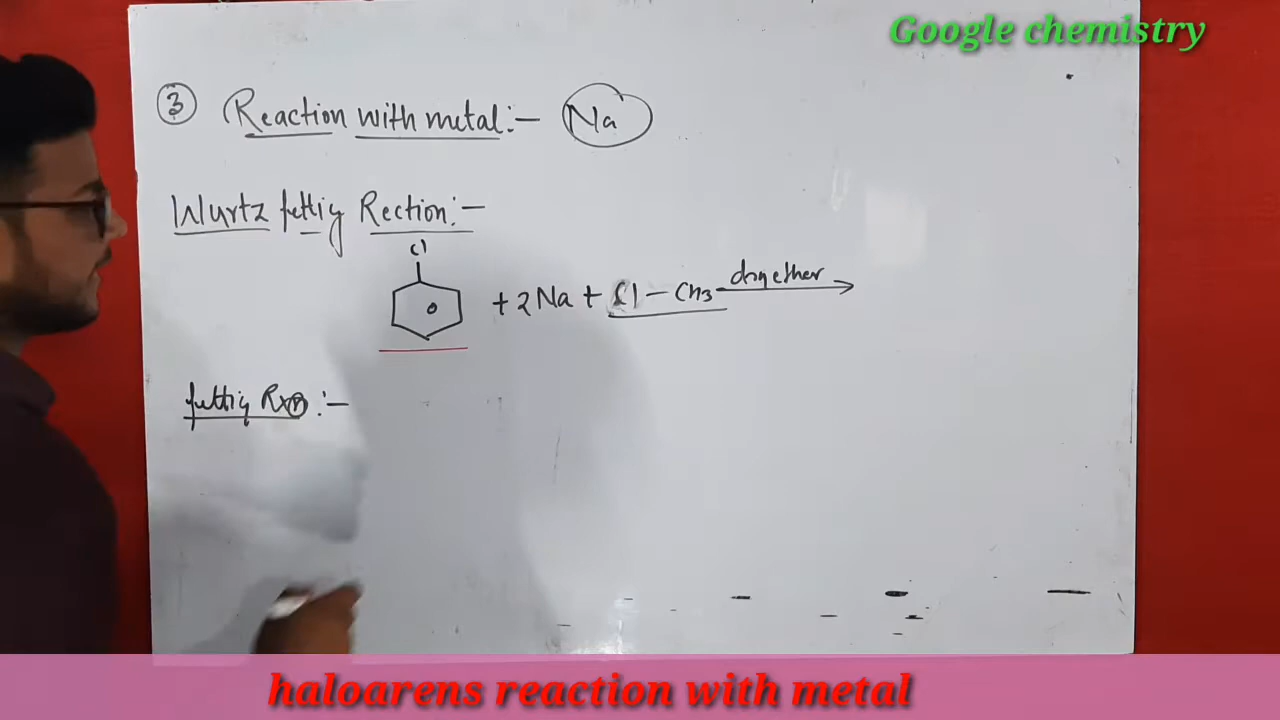 Google chemistry
③ Reaction with metal:- Na
Wurtz fettig Rection:-
Cl
+ 2Na + Cl - CH3 dry ether →
fettig Rxn :-
haloarens reaction with metal